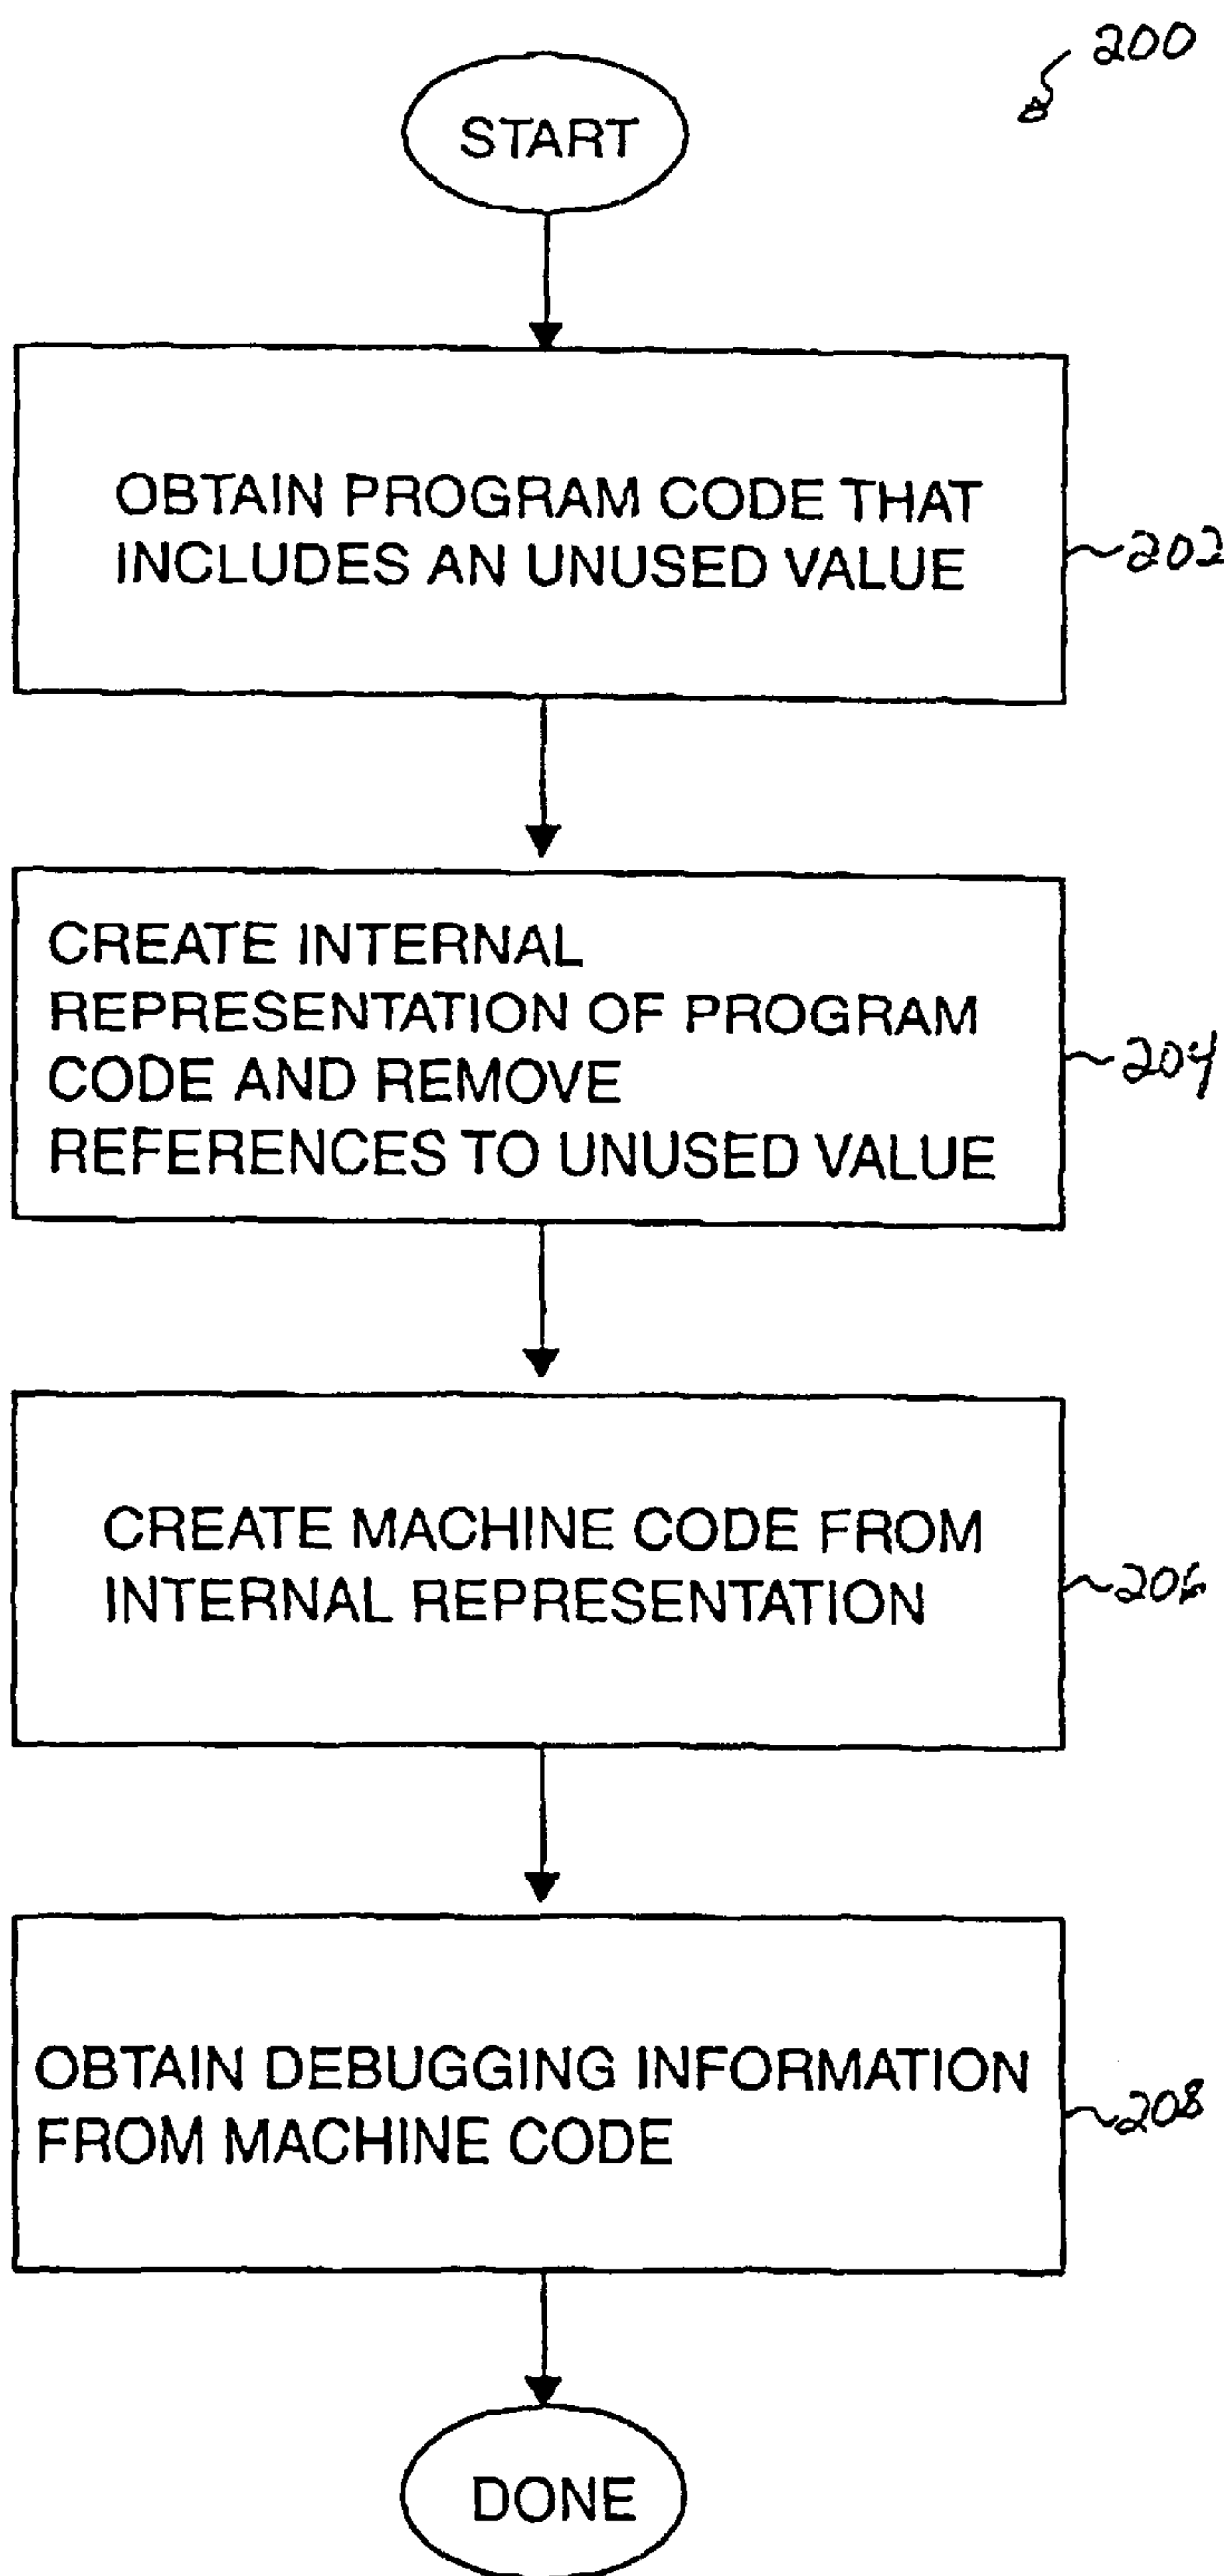 200
START
OBTAIN PROGRAM CODE THAT
INCLUDES AN UNUSED VALUE
202
CREATE INTERNAL
REPRESENTATION OF PROGRAM
CODE AND REMOVE
REFERENCES TO UNUSED VALUE
204
CREATE MACHINE CODE FROM
INTERNAL REPRESENTATION
206
OBTAIN DEBUGGING INFORMATION
FROM MACHINE CODE
208
DONE